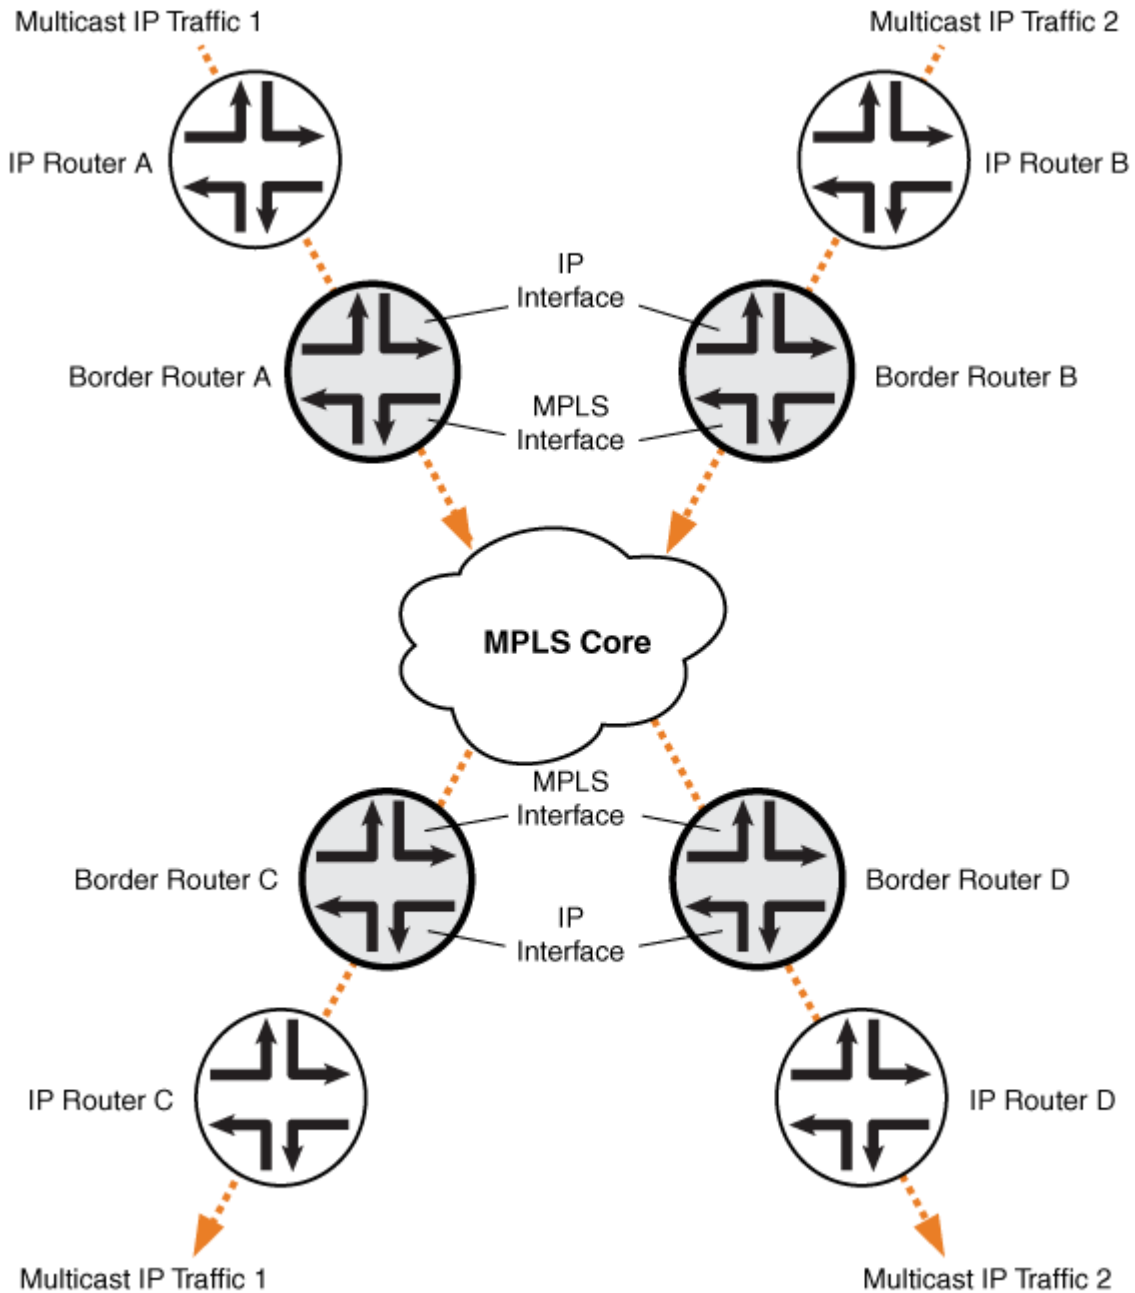 Multicast IP Traffic 1
Multicast IP Traffic 2
IP Router A
IP Router B
IP
Interface
Border Router A
Border Router B
MPLS
Interface
MPLS Core
MPLS
Interface
Border Router C
Border Router D
IP
Interface
IP Router C
IP Router D
Multicast IP Traffic 1
Multicast IP Traffic 2